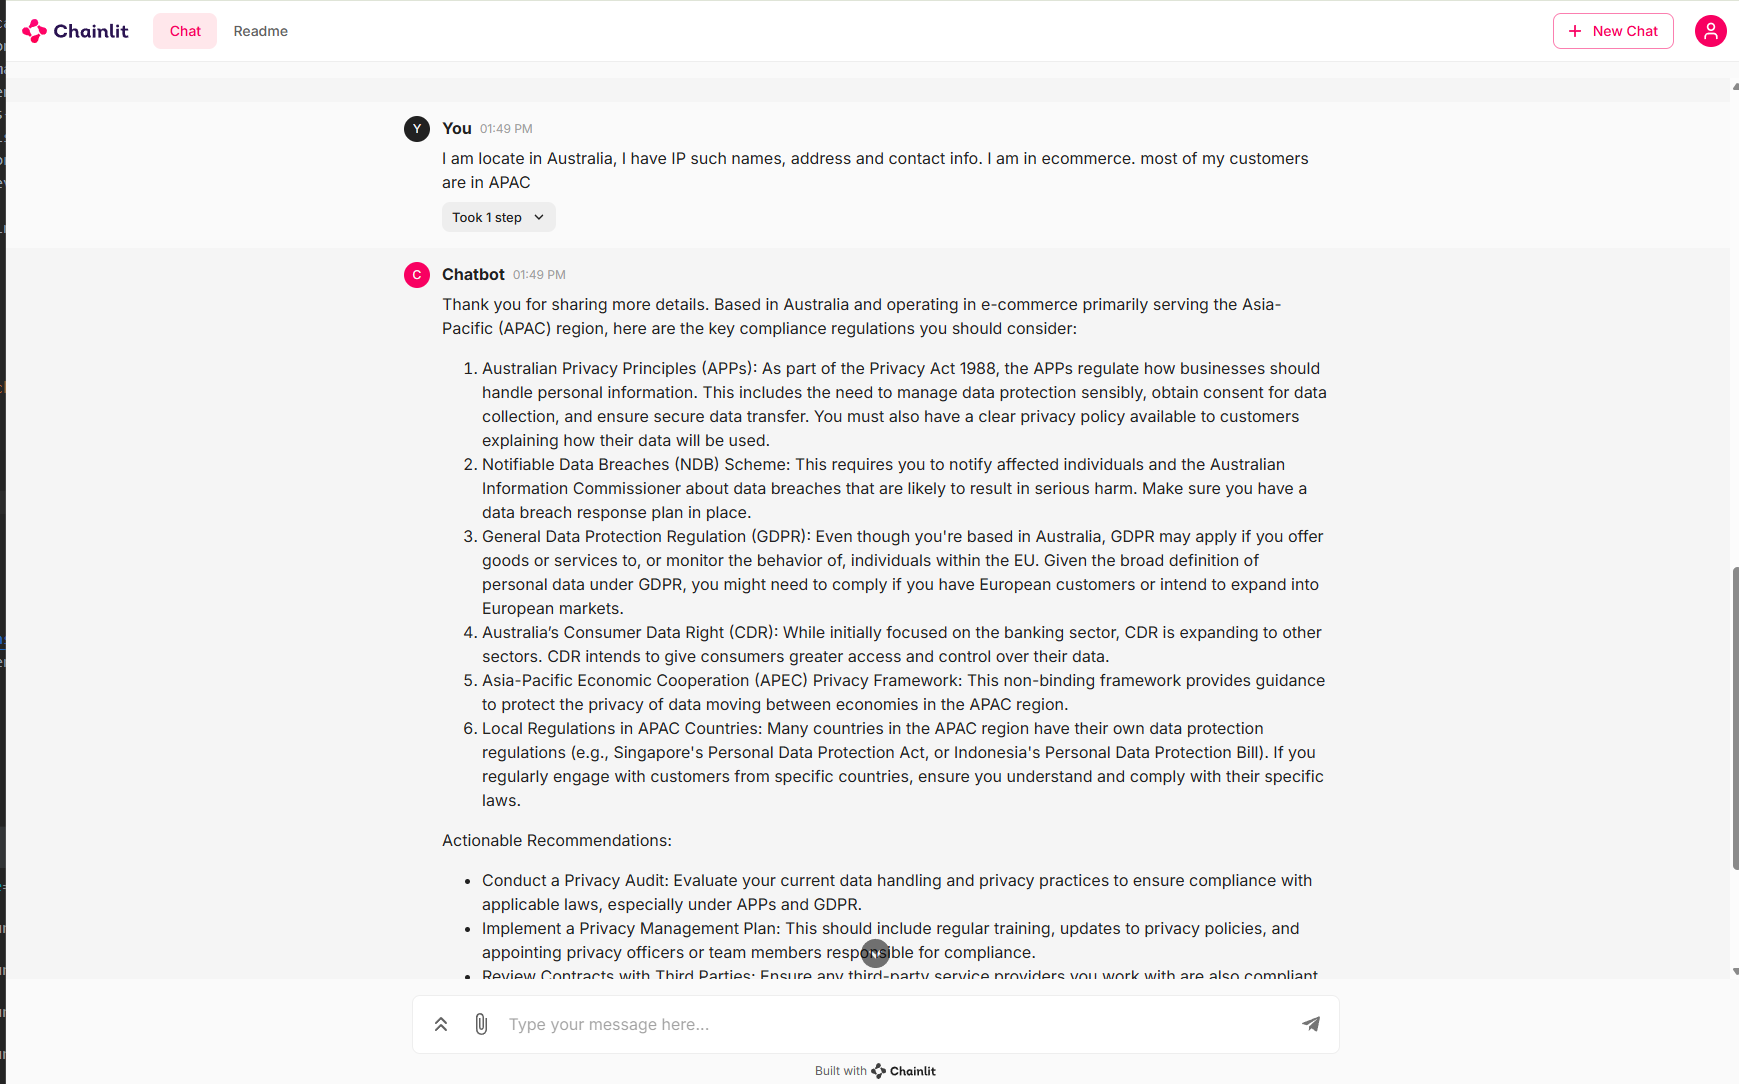 Chainlit
Chat
Readme
New Chat
Y
You 01:49 PM
I am locate in Australia, I have IP such names, address and contact info. I am in ecommerce. most of my customers
are in APAC
Took 1 step
C
Chatbot 01:49 PM
Thank you for sharing more details. Based in Australia and operating in e-commerce primarily serving the Asia-
Pacific (APAC) region, here are the key compliance regulations you should consider:
1. Australian Privacy Principles (APPs): As part of the Privacy Act 1988, the APPs regulate how businesses should
handle personal information. This includes the need to manage data protection sensibly, obtain consent for data
collection, and ensure secure data transfer. You must also have a clear privacy policy available to customers
explaining how their data will be used.
2. Notifiable Data Breaches (NDB) Scheme: This requires you to notify affected individuals and the Australian
Information Commissioner about data breaches that are likely to result in serious harm. Make sure you have a
data breach response plan in place.
3. General Data Protection Regulation (GDPR): Even though you're based in Australia, GDPR may apply if you offer
goods or services to, or monitor the behavior of, individuals within the EU. Given the broad definition of
personal data under GDPR, you might need to comply if you have European customers or intend to expand into
European markets.
4. Australia’s Consumer Data Right (CDR): While initially focused on the banking sector, CDR is expanding to other
sectors. CDR intends to give consumers greater access and control over their data.
5. Asia-Pacific Economic Cooperation (APEC) Privacy Framework: This non-binding framework provides guidance
to protect the privacy of data moving between economies in the APAC region.
6. Local Regulations in APAC Countries: Many countries in the APAC region have their own data protection
regulations (e.g., Singapore's Personal Data Protection Act, or Indonesia's Personal Data Protection Bill). If you
regularly engage with customers from specific countries, ensure you understand and comply with their specific
laws.
Actionable Recommendations:
• Conduct a Privacy Audit: Evaluate your current data handling and privacy practices to ensure compliance with
applicable laws, especially under APPs and GDPR.
• Implement a Privacy Management Plan: This should include regular training, updates to privacy policies, and
appointing privacy officers or team members responsible for compliance.
• Review Contracts with Third Parties: Ensure any third-party service providers you work with are also compliant
Type your message here...
Built with Chainlit